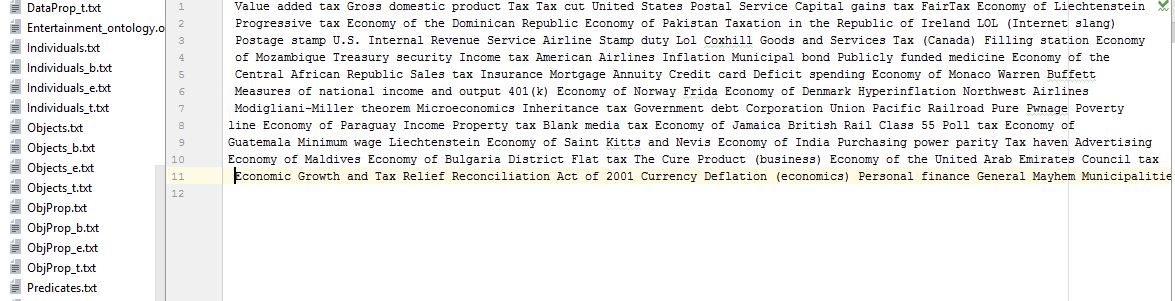 DataProp_t.txt
Entertainment_ontology.o
Individuals.txt
Individuals_b.txt
Individuals_e.txt
Individuals_t.txt
Objects.txt
Objects_b.txt
Objects_e.txt
Objects_t.txt
ObjProp.txt
ObjProp_b.txt
ObjProp_e.txt
ObjProp_t.txt
Predicates.txt
1 Value added tax Gross domestic product Tax Tax cut United States Postal Service Capital gains tax FairTax Economy of Liechtenstein
2 Progressive tax Economy of the Dominican Republic Economy of Pakistan Taxation in the Republic of Ireland LOL (Internet slang)
3 Postage stamp U.S. Internal Revenue Service Airline Stamp duty Lol Coxhill Goods and Services Tax (Canada) Filling station Economy
4 of Mozambique Treasury security Income tax American Airlines Inflation Municipal bond Publicly funded medicine Economy of the
5 Central African Republic Sales tax Insurance Mortgage Annuity Credit card Deficit spending Economy of Monaco Warren Buffett
6 Measures of national income and output 401(k) Economy of Norway Frida Economy of Denmark Hyperinflation Northwest Airlines
7 Modigliani-Miller theorem Microeconomics Inheritance tax Government debt Corporation Union Pacific Railroad Pure Pwnage Poverty
8 line Economy of Paraguay Income Property tax Blank media tax Economy of Jamaica British Rail Class 55 Poll tax Economy of
9 Guatemala Minimum wage Liechtenstein Economy of Saint Kitts and Nevis Economy of India Purchasing power parity Tax haven Advertising
10 Economy of Maldives Economy of Bulgaria District Flat tax The Cure Product (business) Economy of the United Arab Emirates Council tax
11 Economic Growth and Tax Relief Reconciliation Act of 2001 Currency Deflation (economics) Personal finance General Mayhem Municipalitie
12